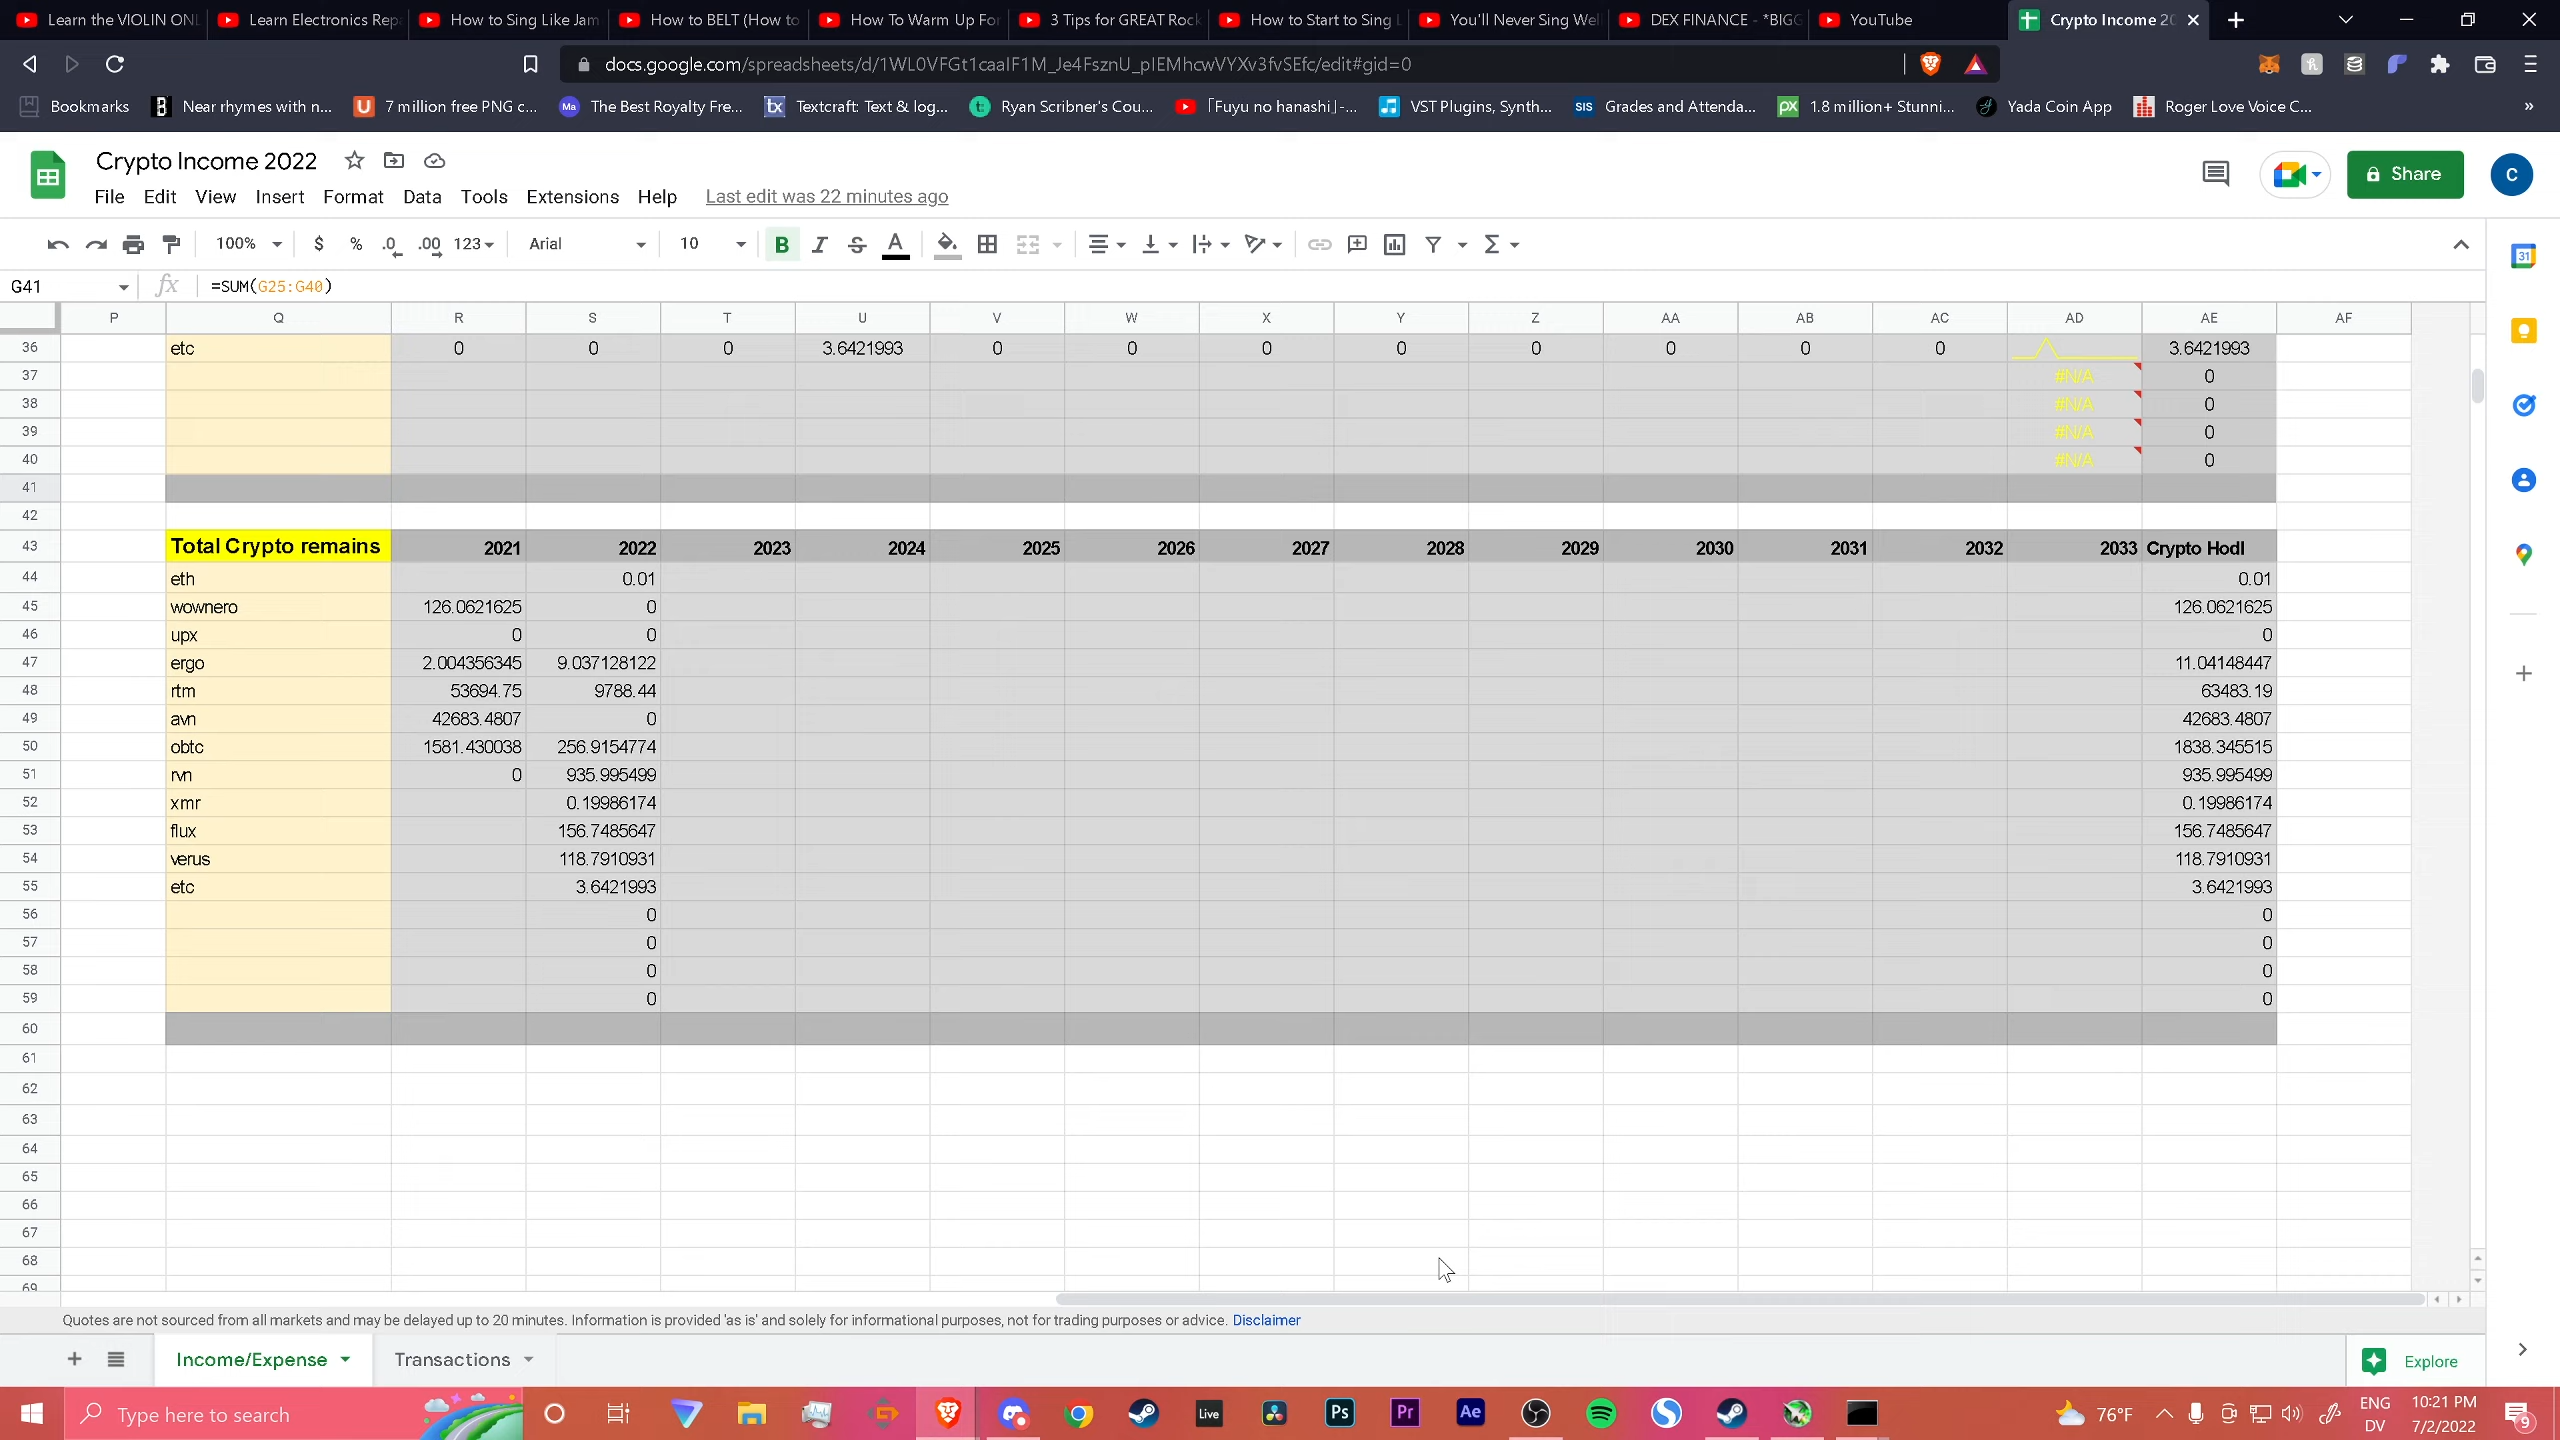 Learn the VIOLIN ONL
Learn Electronics Rep
How to Sing Like Jam
How to BELT (How to
How To Warm Up For
3 Tips for GREAT Rock
How to Start to Sing L
You'll Never Sing Wel
DEX FINANCE - *BIGG
YouTube
Crypto Income 20
docs.google.com/spreadsheets/d/1WL0VFGt1caaIF1M_Je4FsznU_pIEMhcwVYXv3fvSEfc/edit#gid=0
Bookmarks
Near rhymes with n...
7 million free PNG c...
The Best Royalty Fre...
Textcraft: Text & log...
Ryan Scribner's Cou...
「Fuyu no hanashi」-...
VST Plugins, Synth...
Grades and Attenda...
1.8 million+ Stunni...
Yada Coin App
Roger Love Voice C...
»
Crypto Income 2022
File Edit View Insert Format Data Tools Extensions Help Last edit was 22 minutes ago
Share
C
100% $ % .0 .00 123 Arial 10 B I S A Σ
31
G41 fx =SUM(G25:G40)
P Q R S T U V W X Y Z AA AB AC AD AE AF
36 etc 0 0 0 3.6421993 0 0 0 0 0 0 0 0 3.6421993
37 #N/A 0
38 #N/A 0
39 #N/A 0
40 #N/A 0
41
42
43 Total Crypto remains 2021 2022 2023 2024 2025 2026 2027 2028 2029 2030 2031 2032 2033 Crypto Hodl
44 eth 0.01 0.01
45 wownero 126.0621625 0 126.0621625
46 upx 0 0 0
47 ergo 2.004356345 9.037128122 11.04148447
48 rtm 53694.75 9788.44 63483.19
49 avn 42683.4807 0 42683.4807
50 obtc 1581.430038 256.9154774 1838.345515
51 rvn 0 935.995499 935.995499
52 xmr 0.19986174 0.19986174
53 flux 156.7485647 156.7485647
54 verus 118.7910931 118.7910931
55 etc 3.6421993 3.6421993
56 0 0
57 0 0
58 0 0
59 0 0
60
61
62
63
64
65
66
67
68
69
Quotes are not sourced from all markets and may be delayed up to 20 minutes. Information is provided 'as is' and solely for informational purposes, not for trading purposes or advice. Disclaimer
Income/Expense
Transactions
Explore
Type here to search
Live
Ps
Pr
Ae
76°F
ENG
DV
10:21 PM
7/2/2022
9